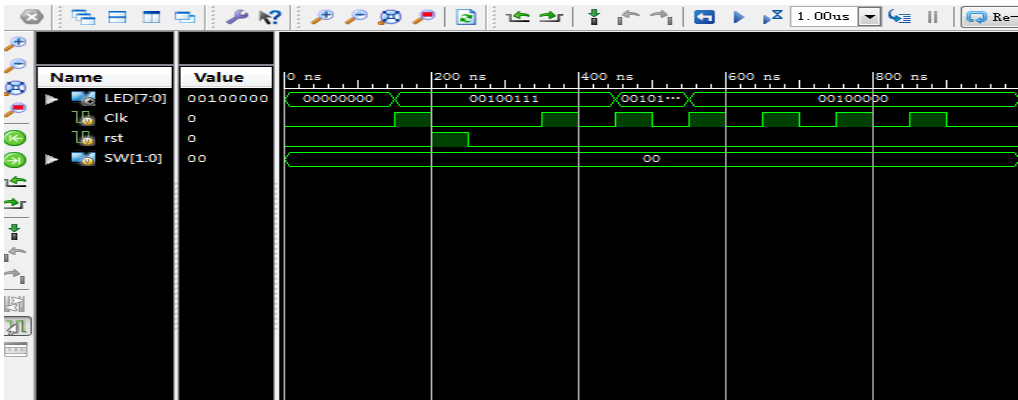 1.00us Re-
Name Value 0 ns 200 ns 400 ns 600 ns 800 ns
LED[7:0] 00100000 00000000 00100111 00101··· 00100000
Clk 0
rst 0
SW[1:0] 00 00